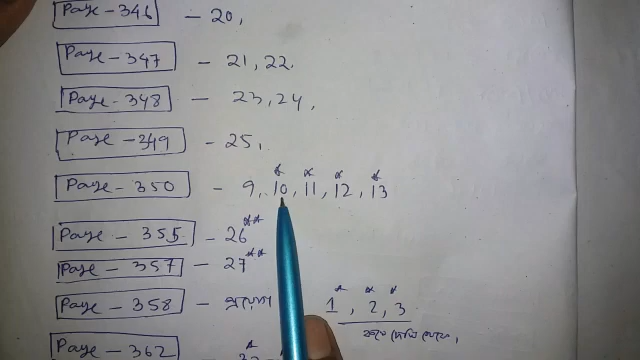 Page - 346 - 20,
Page - 347 - 21, 22.
Page - 348 - 23, 24,
Page - 349 - 25,
Page - 350 - 9, 10*, 11*, 12*, 13*
Page - 355 - 26**
Page - 357 - 27**
Page - 358 - 1*, 2*, 3*
Page - 362